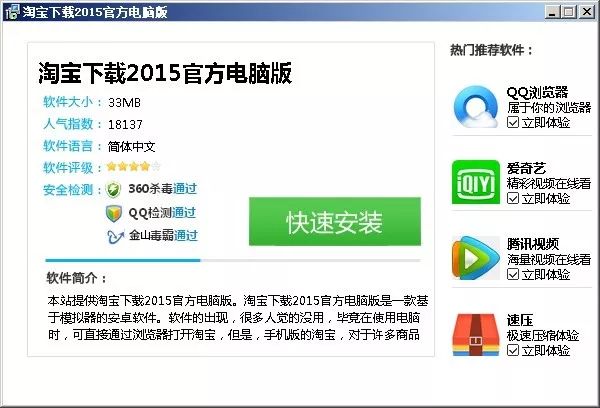 淘宝下载2015官方电脑版
淘宝下载2015官方电脑版
软件大小： 33MB
人气指数： 18137
软件语言： 简体中文
软件评级：
安全检测： 360杀毒通过
QQ检测通过
金山毒霸通过
快速安装
软件简介：
本站提供淘宝下载2015官方电脑版。淘宝下载2015官方电脑版是一款基
于模拟器的安卓软件。软件的出现，很多人觉的没用，毕竟在使用电脑
时，可直接通过浏览器打开淘宝，但是，手机版的淘宝，对于许多商品
热门推荐软件：
QQ浏览器
属于你的浏览器
立即体验
iQIYI
爱奇艺
精彩视频在线看
立即体验
腾讯视频
海量视频在线看
立即体验
速压
极速压缩体验
立即体验